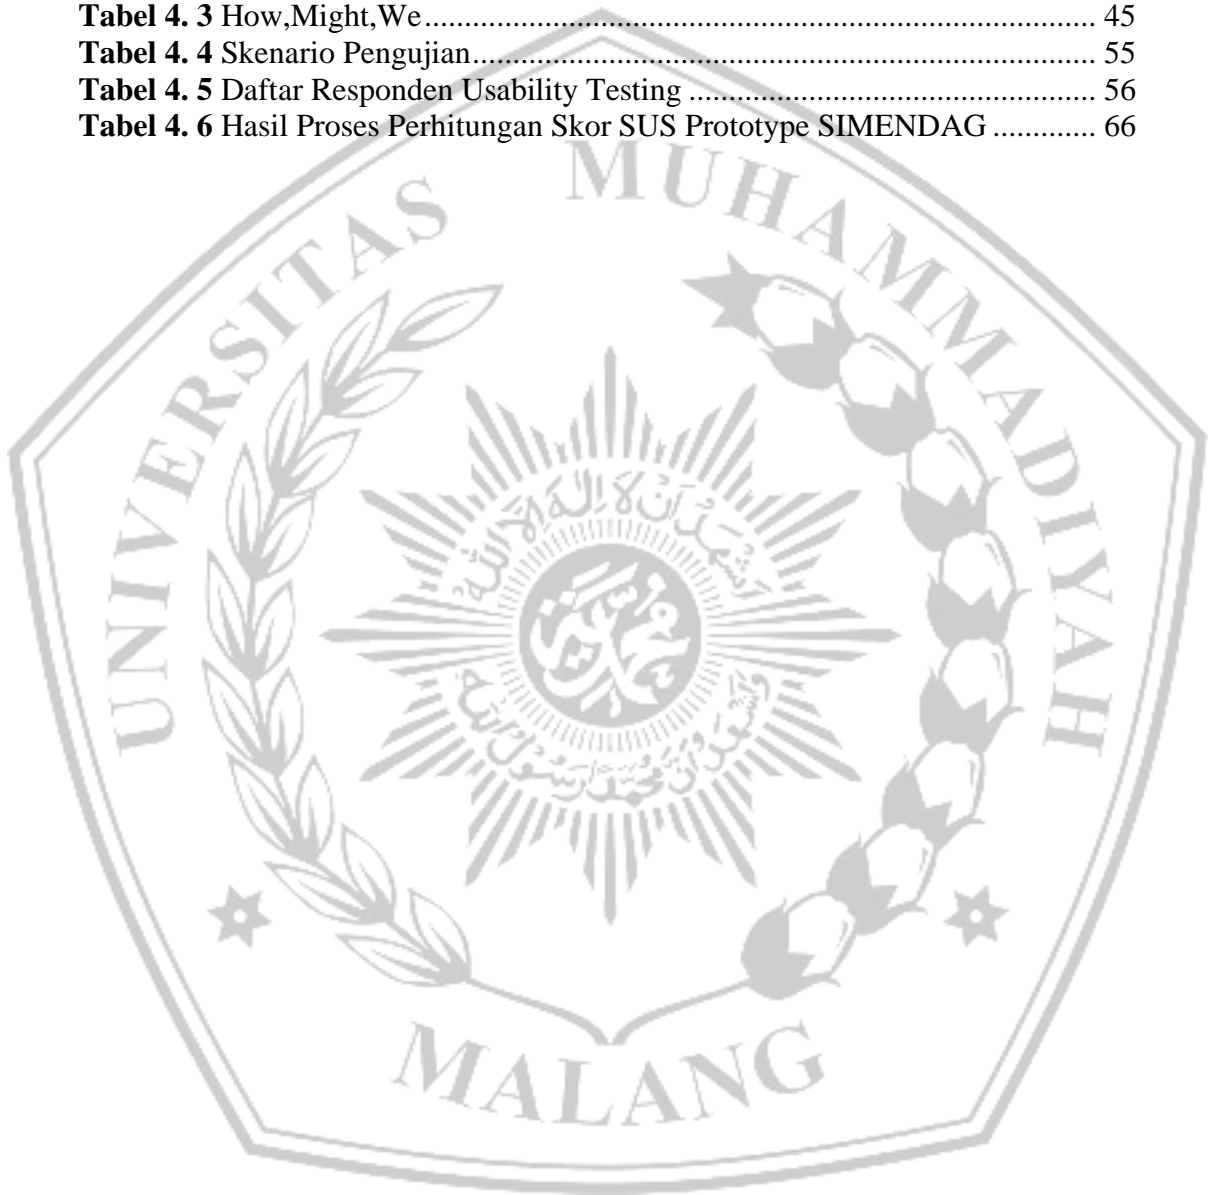 Tabel 4. 3 How,Might,We.................................................................................... 45
Tabel 4. 4 Skenario Pengujian.............................................................................. 55
Tabel 4. 5 Daftar Responden Usability Testing ................................................... 56
Tabel 4. 6 Hasil Proses Perhitungan Skor SUS Prototype SIMENDAG ............. 66
UNIVERSITAS MUHAMMADIYAH
MALANG